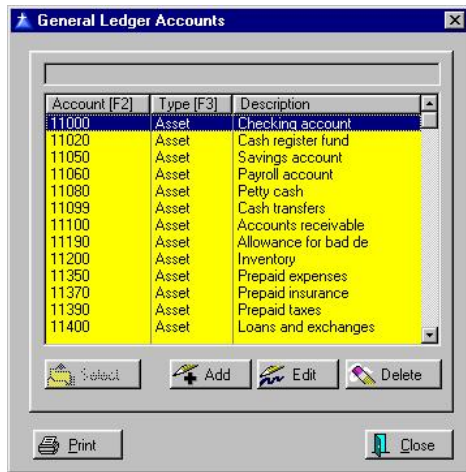 General Ledger Accounts
Account [F2] Type [F3] Description
11000 Asset Checking account
11020 Asset Cash register fund
11050 Asset Savings account
11060 Asset Payroll account
11080 Asset Petty cash
11099 Asset Cash transfers
11100 Asset Accounts receivable
11190 Asset Allowance for bad de
11200 Asset Inventory
11350 Asset Prepaid expenses
11370 Asset Prepaid insurance
11390 Asset Prepaid taxes
11400 Asset Loans and exchanges
Select Add Edit Delete
Print Close